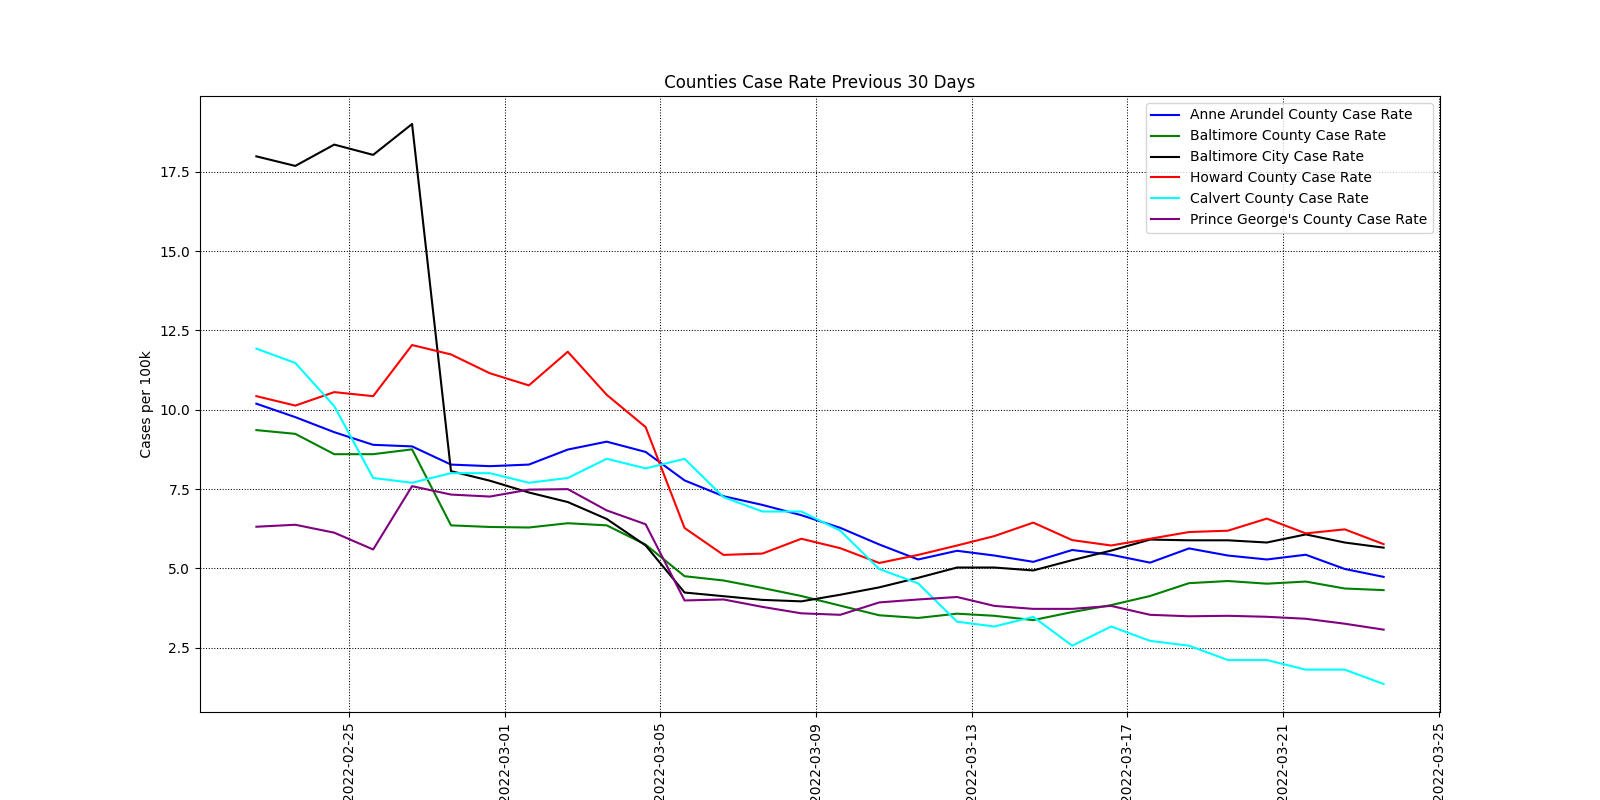 Counties Case Rate Previous 30 Days
Cases per 100k
17.5
15.0
12.5
10.0
7.5
5.0
2.5
Anne Arundel County Case Rate
Baltimore County Case Rate
Baltimore City Case Rate
Howard County Case Rate
Calvert County Case Rate
Prince George's County Case Rate
2022-02-25
2022-03-01
2022-03-05
2022-03-09
2022-03-13
2022-03-17
2022-03-21
2022-03-25